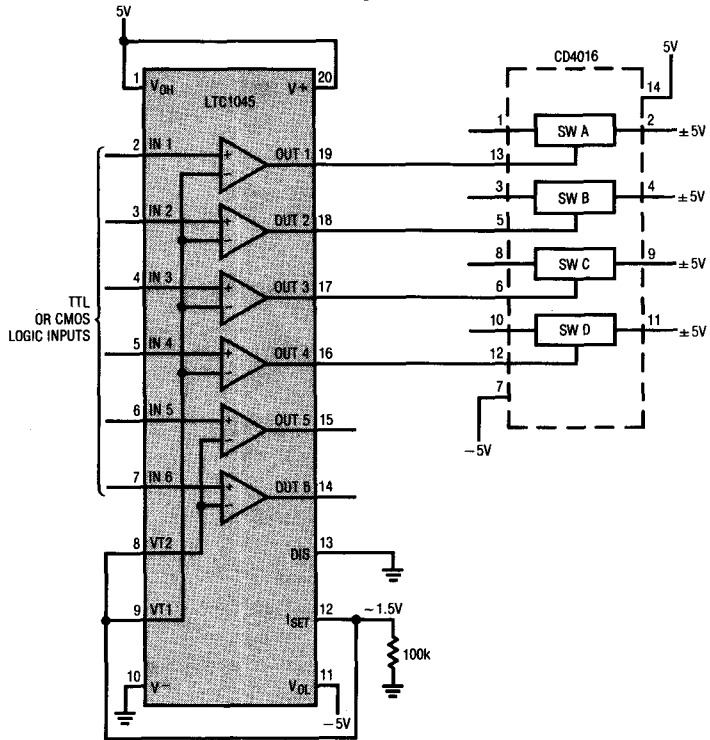 5V
1 V_OH
LTC1045
V+ 20
2 IN 1
OUT 1 19
3 IN 2
OUT 2 18
4 IN 3
OUT 3 17
5 IN 4
OUT 4 16
6 IN 5
OUT 5 15
7 IN 6
OUT 6 14
TTL
OR CMOS
LOGIC INPUTS
8 VT2
DIS 13
9 VT1
I_SET 12
~1.5V
100k
10 V−
V_OL 11
−5V
CD4016
5V
14
1 SW A 2 ±5V
13
3 SW B 4 ±5V
5
8 SW C 9 ±5V
6
10 SW D 11 ±5V
12
7
−5V
+
−
+
−
+
−
+
−
+
−
+
−